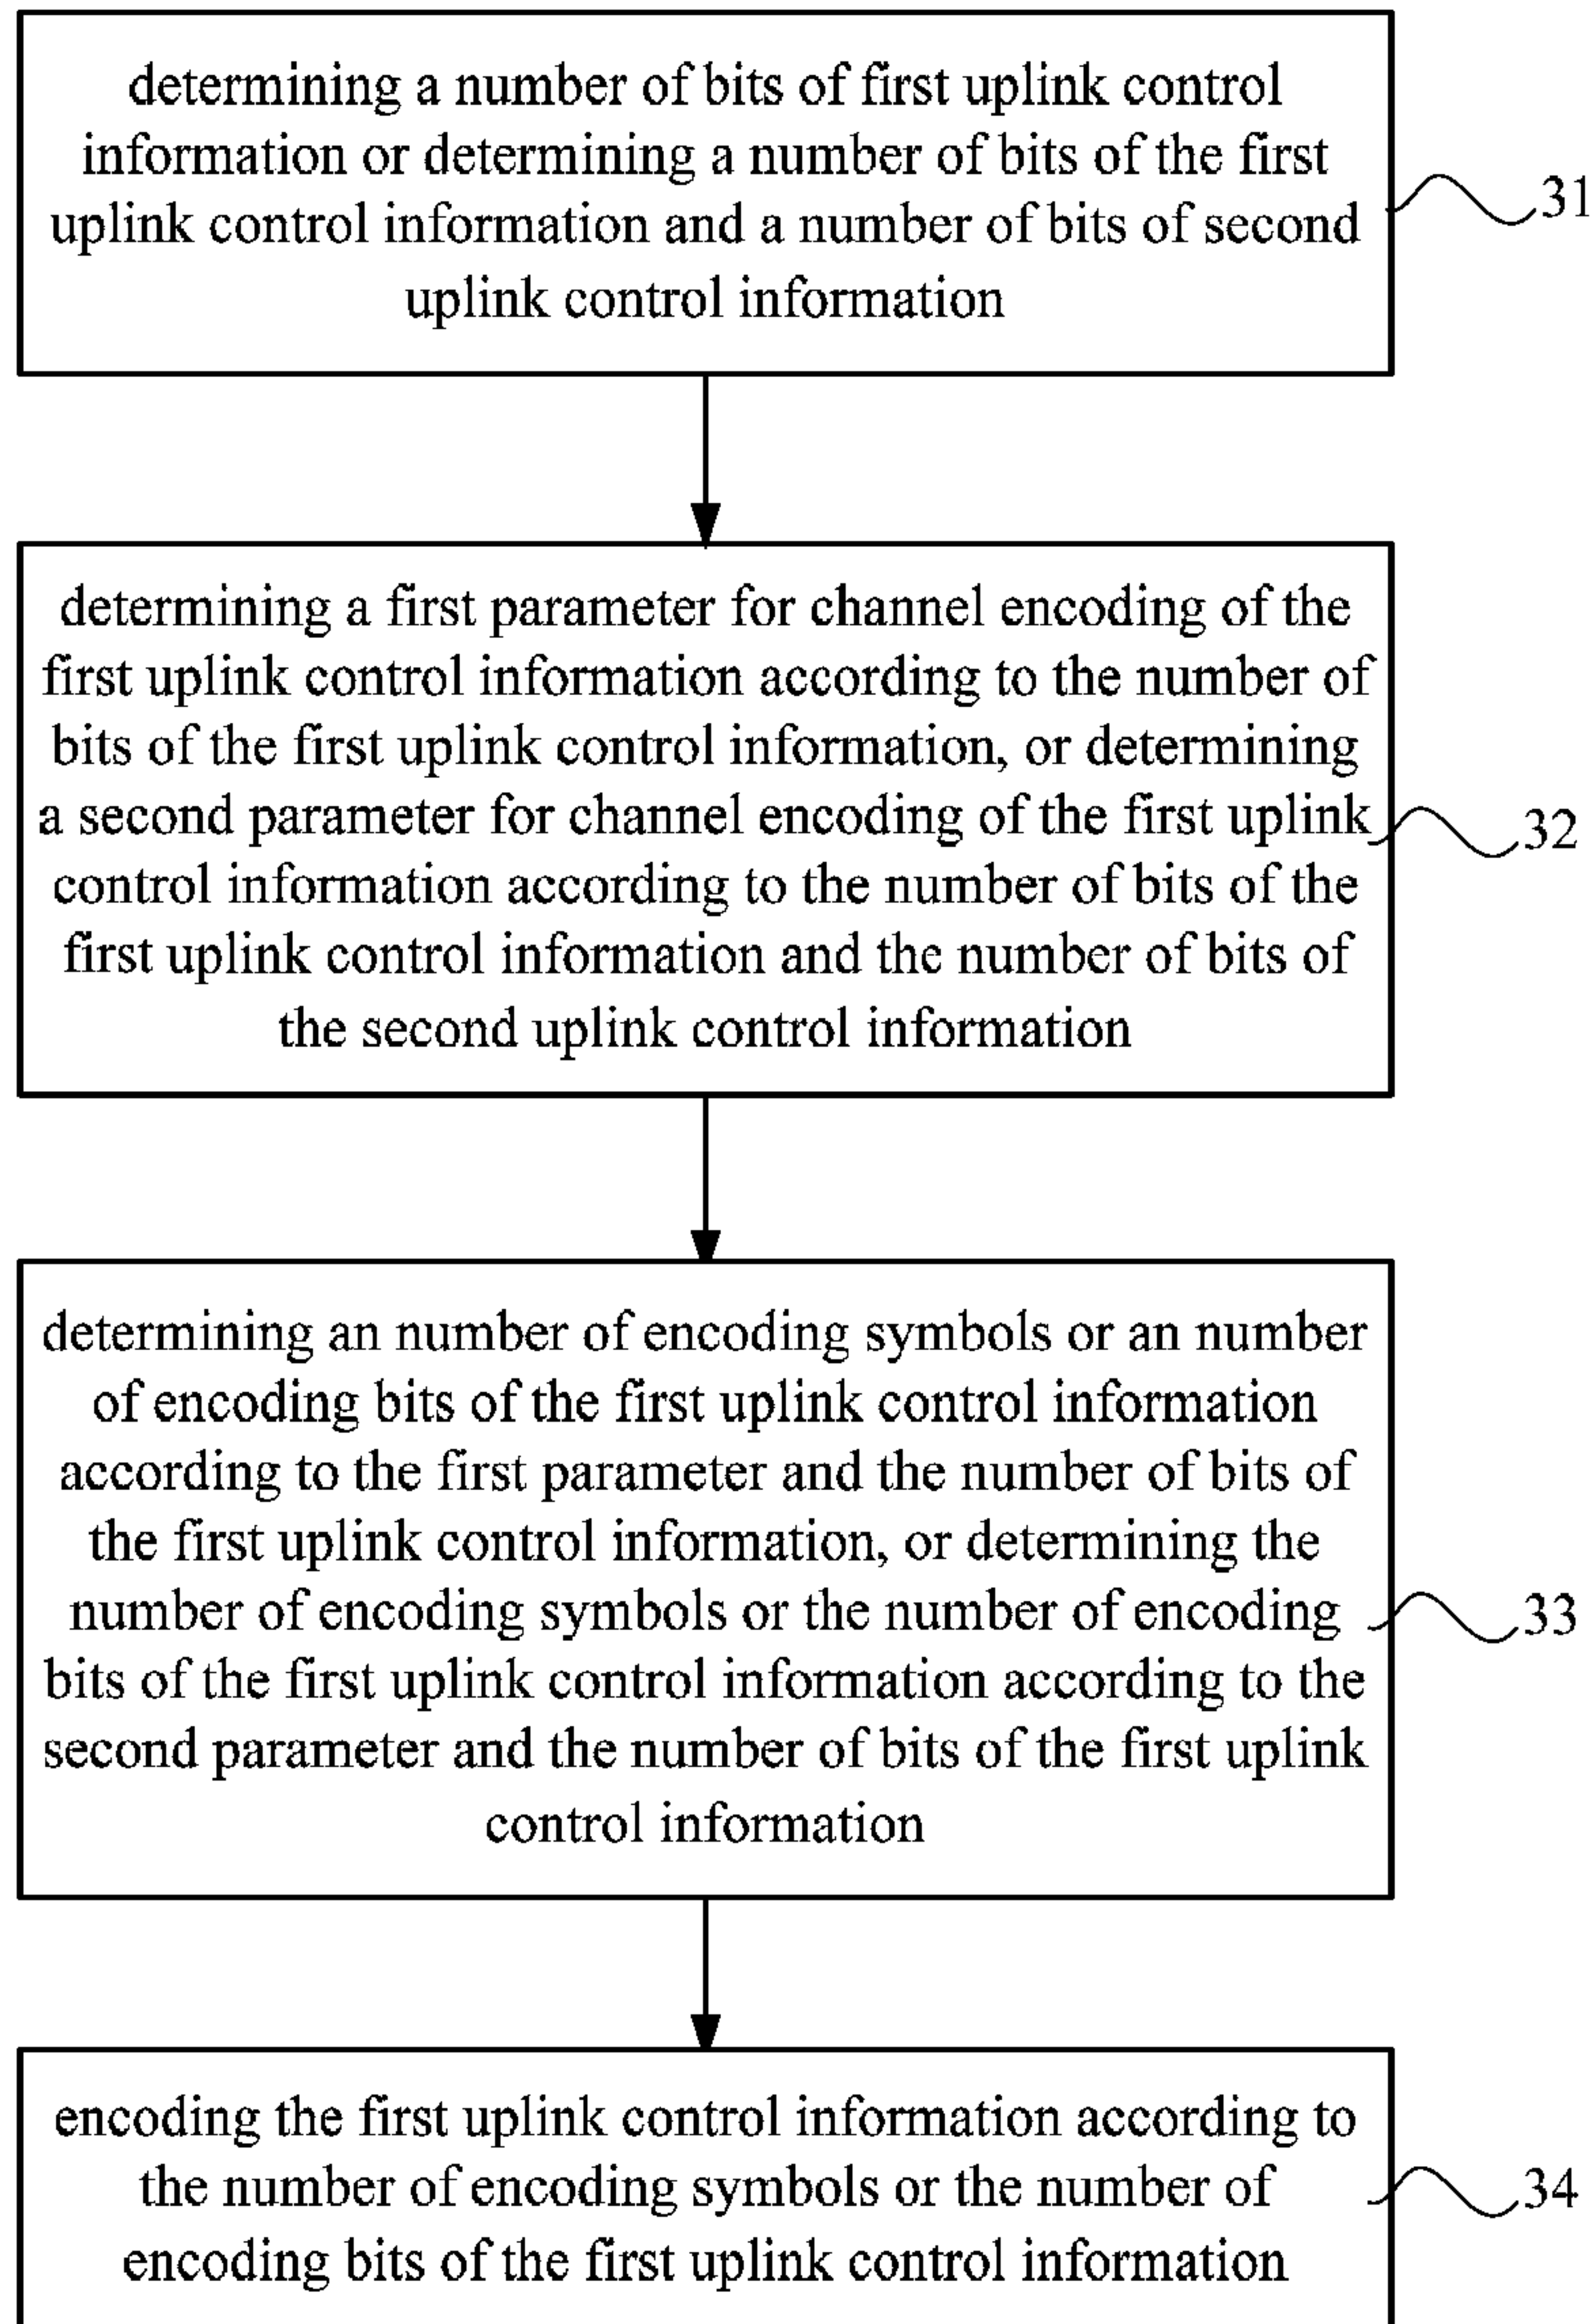 determining a number of bits of first uplink control
information or determining a number of bits of the first
uplink control information and a number of bits of second
uplink control information
31
determining a first parameter for channel encoding of the
first uplink control information according to the number of
bits of the first uplink control information, or determining
a second parameter for channel encoding of the first uplink
control information according to the number of bits of the
first uplink control information and the number of bits of
the second uplink control information
32
determining an number of encoding symbols or an number
of encoding bits of the first uplink control information
according to the first parameter and the number of bits of
the first uplink control information, or determining the
number of encoding symbols or the number of encoding
bits of the first uplink control information according to the
second parameter and the number of bits of the first uplink
control information
33
encoding the first uplink control information according to
the number of encoding symbols or the number of
encoding bits of the first uplink control information
34